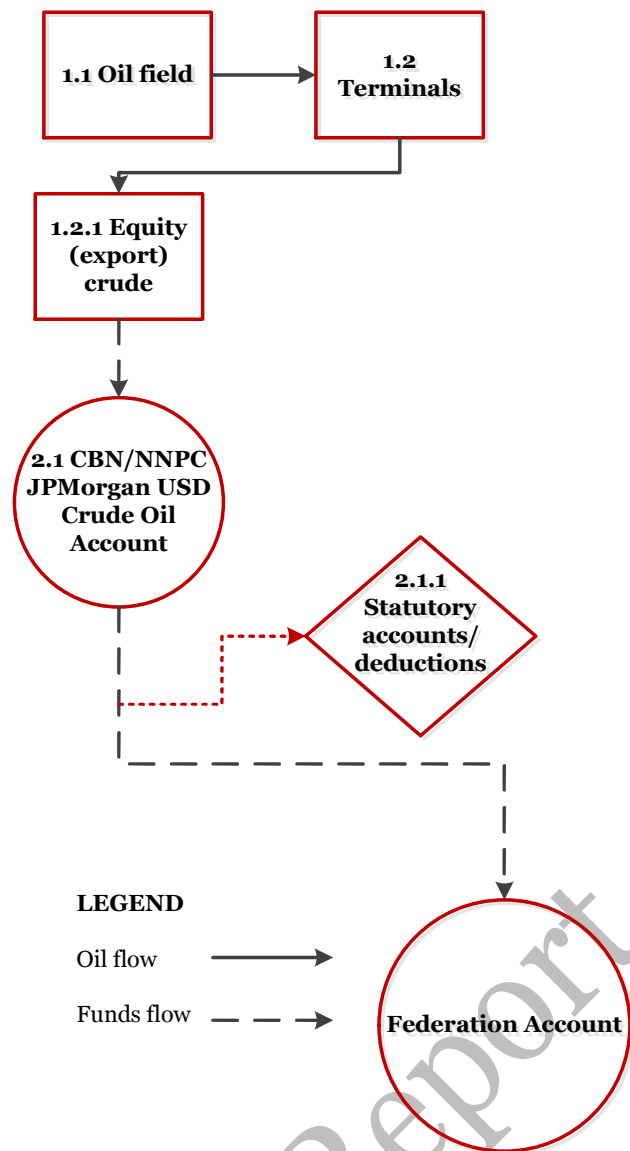 1.1 Oil field
1.2
Terminals
1.2.1 Equity
(export)
crude
2.1 CBN/NNPC
JPMorgan USD
Crude Oil
Account
2.1.1
Statutory
accounts/
deductions
LEGEND
Oil flow
Funds flow
Federation Account
Report